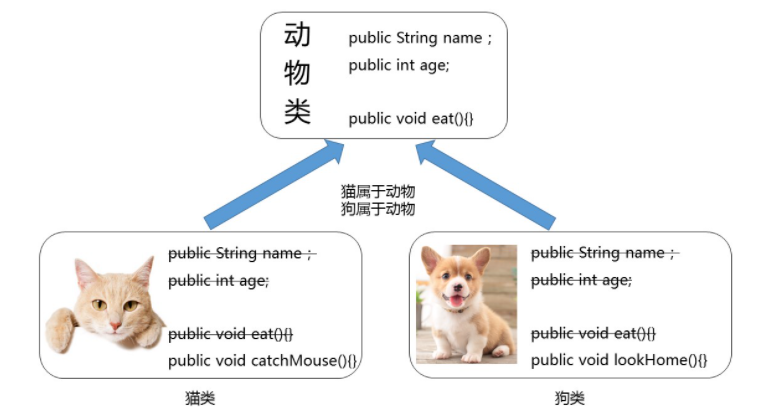 动物类
public String name ;
public int age;
public void eat(){}
猫属于动物
狗属于动物
public String name ;
public int age;
public void eat(){}
public void catchMouse(){}
猫类
public String name ;
public int age;
public void eat(){}
public void lookHome(){}
狗类